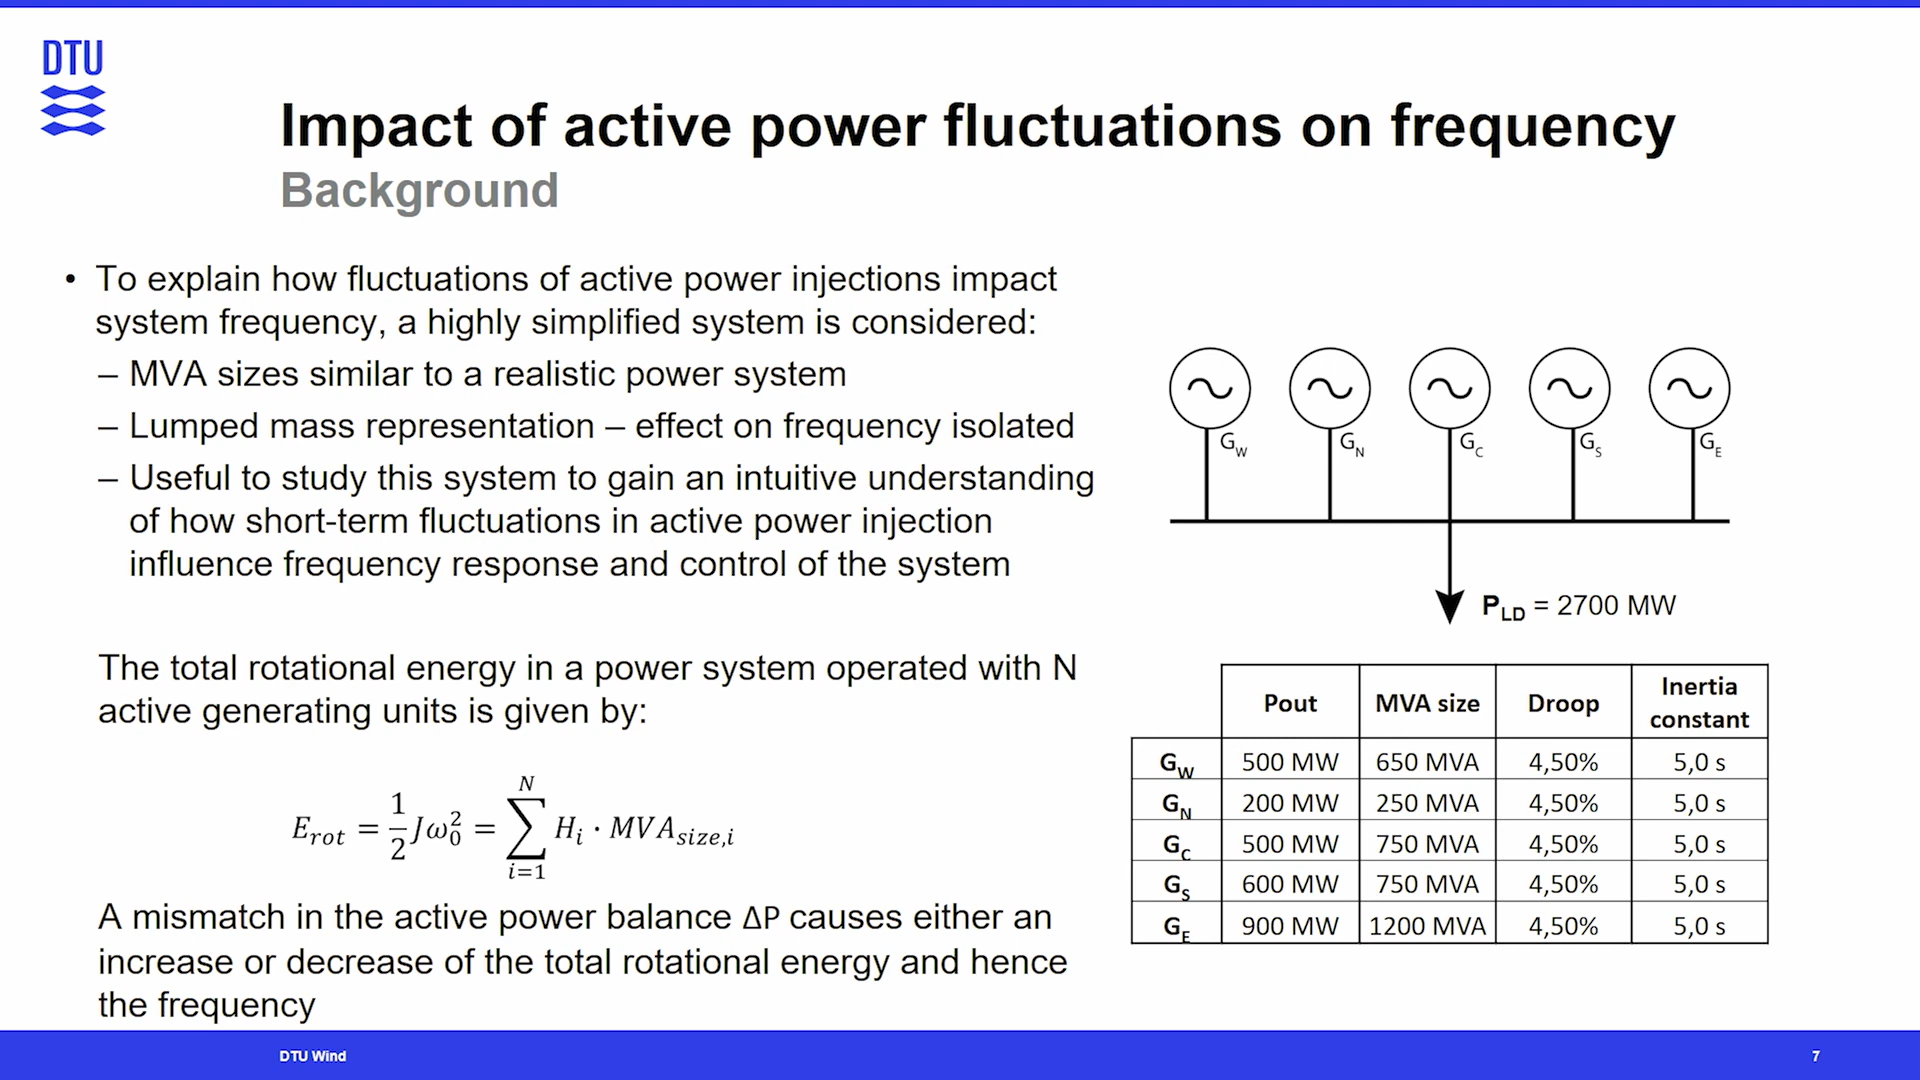 DTU
Impact of active power fluctuations on frequency
Background
• To explain how fluctuations of active power injections impact
system frequency, a highly simplified system is considered:
– MVA sizes similar to a realistic power system
– Lumped mass representation – effect on frequency isolated
– Useful to study this system to gain an intuitive understanding
of how short-term fluctuations in active power injection
influence frequency response and control of the system
The total rotational energy in a power system operated with N
active generating units is given by:
E_rot = 1/2 Jω_0^2 = ∑_{i=1}^{N} H_i · MVA_{size,i}
A mismatch in the active power balance ΔP causes either an
increase or decrease of the total rotational energy and hence
the frequency
G_W G_N G_C G_S G_E
P_LD = 2700 MW
Pout MVA size Droop Inertia constant
G_W 500 MW 650 MVA 4,50% 5,0 s
G_N 200 MW 250 MVA 4,50% 5,0 s
G_C 500 MW 750 MVA 4,50% 5,0 s
G_S 600 MW 750 MVA 4,50% 5,0 s
G_E 900 MW 1200 MVA 4,50% 5,0 s
DTU Wind
7